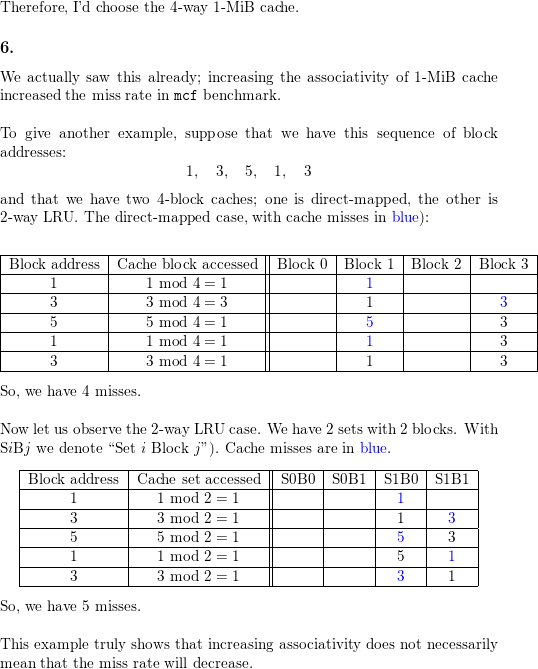 Therefore, I'd choose the 4-way 1-MiB cache.
6.
We actually saw this already; increasing the associativity of 1-MiB cache
increased the miss rate in mcf benchmark.
To give another example, suppose that we have this sequence of block
addresses:
1, 3, 5, 1, 3
and that we have two 4-block caches; one is direct-mapped, the other is
2-way LRU. The direct-mapped case, with cache misses in blue):
Block address Cache block accessed Block 0 Block 1 Block 2 Block 3
1 1 mod 4 = 1 1
3 3 mod 4 = 3 1 3
5 5 mod 4 = 1 5 3
1 1 mod 4 = 1 1 3
3 3 mod 4 = 1 1 3
So, we have 4 misses.
Now let us observe the 2-way LRU case. We have 2 sets with 2 blocks. With
SiBj we denote “Set i Block j”). Cache misses are in blue.
Block address Cache set accessed S0B0 S0B1 S1B0 S1B1
1 1 mod 2 = 1 1
3 3 mod 2 = 1 1 3
5 5 mod 2 = 1 5 3
1 1 mod 2 = 1 5 1
3 3 mod 2 = 1 3 1
So, we have 5 misses.
This example truly shows that increasing associativity does not necessarily
mean that the miss rate will decrease.